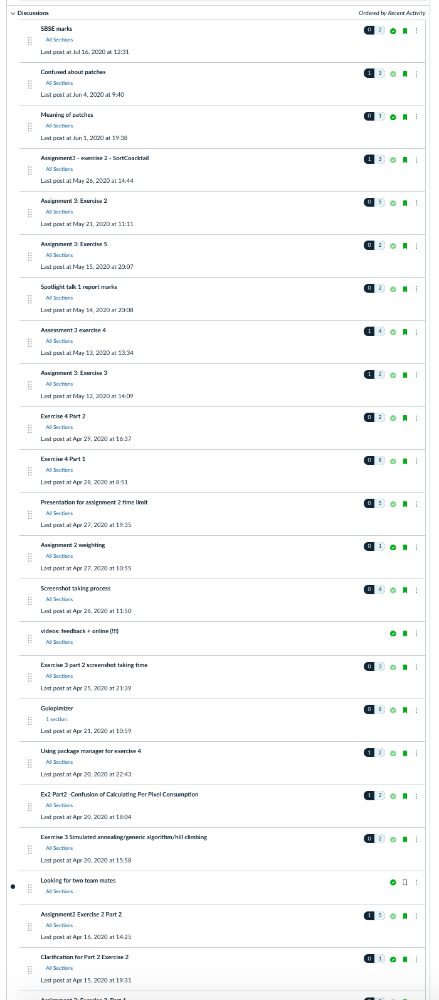 Discussions
Ordered by Recent Activity
SBSE marks
0 2
All Sections
Last post at Jul 16, 2020 at 12:31
Confused about patches
1 3
All Sections
Last post at Jun 4, 2020 at 9:40
Meaning of patches
0 1
All Sections
Last post at Jun 1, 2020 at 19:38
Assignment3 - exercise 2 - SortCoacktail
1 3
All Sections
Last post at May 26, 2020 at 14:44
Assignment 3: Exercise 2
0 5
All Sections
Last post at May 21, 2020 at 11:11
Assignment 3: Exercise 5
0 2
All Sections
Last post at May 15, 2020 at 20:07
Spotlight talk 1 report marks
0 2
All Sections
Last post at May 14, 2020 at 20:08
Assessment 3 exercise 4
1 4
All Sections
Last post at May 13, 2020 at 13:34
Assignment 3: Exercise 3
1 2
All Sections
Last post at May 12, 2020 at 14:09
Exercise 4 Part 2
0 2
All Sections
Last post at Apr 29, 2020 at 16:37
Exercise 4 Part 1
0 8
All Sections
Last post at Apr 28, 2020 at 8:51
Presentation for assignment 2 time limit
0 5
All Sections
Last post at Apr 27, 2020 at 19:35
Assignment 2 weighting
0 1
All Sections
Last post at Apr 27, 2020 at 10:55
Screenshot taking process
0 4
All Sections
Last post at Apr 26, 2020 at 11:50
videos: feedback + online (!!!)
All Sections
Exercise 3 part 2 screenshot taking time
0 3
All Sections
Last post at Apr 25, 2020 at 21:39
Guiopimizer
0 8
1 section
Last post at Apr 21, 2020 at 10:59
Using package manager for exercise 4
1 2
All Sections
Last post at Apr 20, 2020 at 22:43
Ex2 Part2 -Confusion of Calculating Per Pixel Consumption
1 2
All Sections
Last post at Apr 20, 2020 at 18:04
Exercise 3 Simulated annealing/generic algorithm/hill climbing
0 2
All Sections
Last post at Apr 20, 2020 at 15:58
Looking for two team mates
All Sections
Assignment2 Exercise 2 Part 2
1 5
All Sections
Last post at Apr 16, 2020 at 14:25
Clarification for Part 2 Exercise 2
0 1
All Sections
Last post at Apr 15, 2020 at 19:31